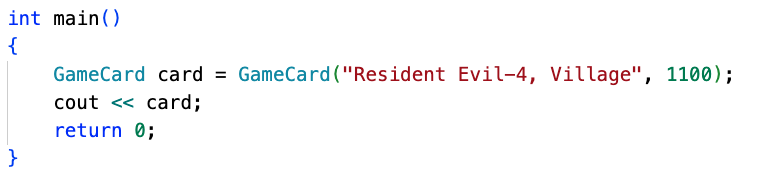 int main()
{
    GameCard card = GameCard("Resident Evil-4, Village", 1100);
    cout << card;
    return 0;
}